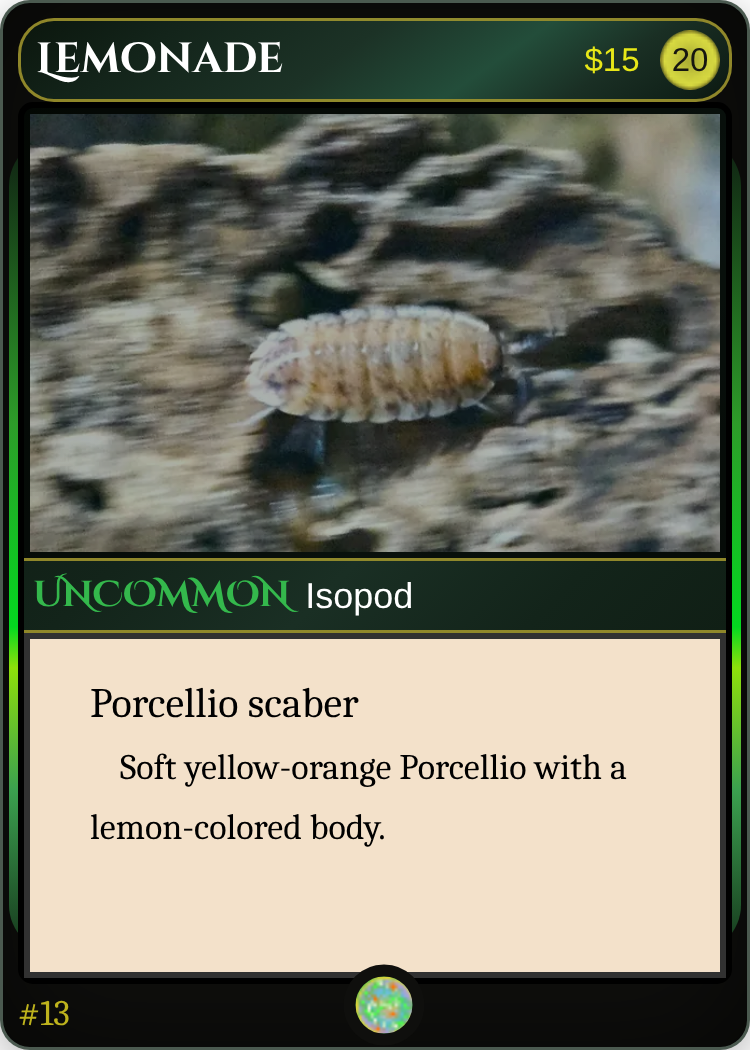 LEMONADE $15 20
UNCOMMON Isopod
Porcellio scaber
Soft yellow-orange Porcellio with a
lemon-colored body.
#13